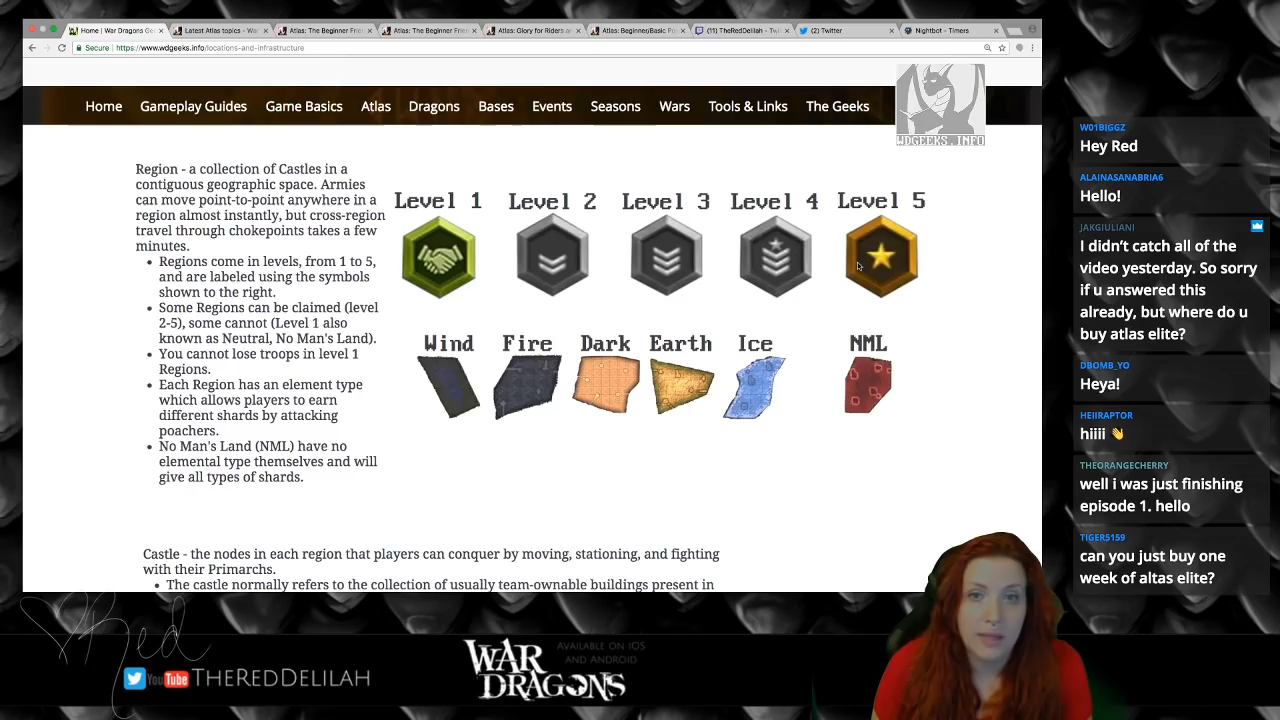 Home | War Dragons Ge
Latest Atlas topics - Wa
Atlas: The Beginner Frie
Atlas: The Beginner Frie
Atlas: Glory for Riders an
Atlas: Beginner/Basic Po
(11) TheRedDelilah - Twit
(2) Twitter
Nightbot - Timers
Secure | https://www.wdgeeks.info/locations-and-infrastructure
Home Gameplay Guides Game Basics Atlas Dragons Bases Events Seasons Wars Tools & Links The Geeks
WDGEEKS.INFO
Region - a collection of Castles in a
contiguous geographic space. Armies
can move point-to-point anywhere in a
region almost instantly, but cross-region
travel through chokepoints takes a few
minutes.
• Regions come in levels, from 1 to 5,
and are labeled using the symbols
shown to the right.
• Some Regions can be claimed (level
2-5), some cannot (Level 1 also
known as Neutral, No Man's Land).
• You cannot lose troops in level 1
Regions.
• Each Region has an element type
which allows players to earn
different shards by attacking
poachers.
• No Man's Land (NML) have no
elemental type themselves and will
give all types of shards.
Level 1 Level 2 Level 3 Level 4 Level 5
Wind Fire Dark Earth Ice NML
Castle - the nodes in each region that players can conquer by moving, stationing, and fighting
with their Primarchs.
• The castle normally refers to the collection of usually team-ownable buildings present in
W01BIGGZ
Hey Red
ALAINASANABRIA6
Hello!
JAKGIULIANI
I didn't catch all of the
video yesterday. So sorry
if u answered this
already, but where do u
buy atlas elite?
DBOMB_YO
Heya!
HEIIRAPTOR
hiiii 👋
THEORANGECHERRY
well i was just finishing
episode 1. hello
TIGER5159
can you just buy one
week of altas elite?
Red
YouTube THEREDDELILAH
WAR
DRAGONS
AVAILABLE ON IOS
AND ANDROID